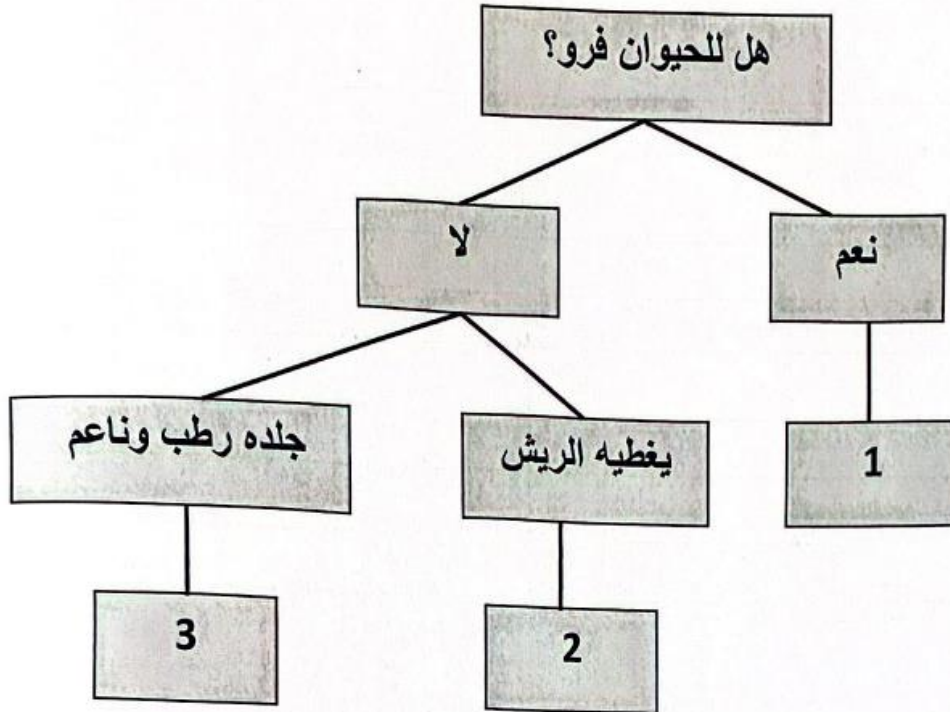 هل للحيوان فرو؟
نعم
لا
يغطيه الريش
جلده رطب وناعم
1
2
3